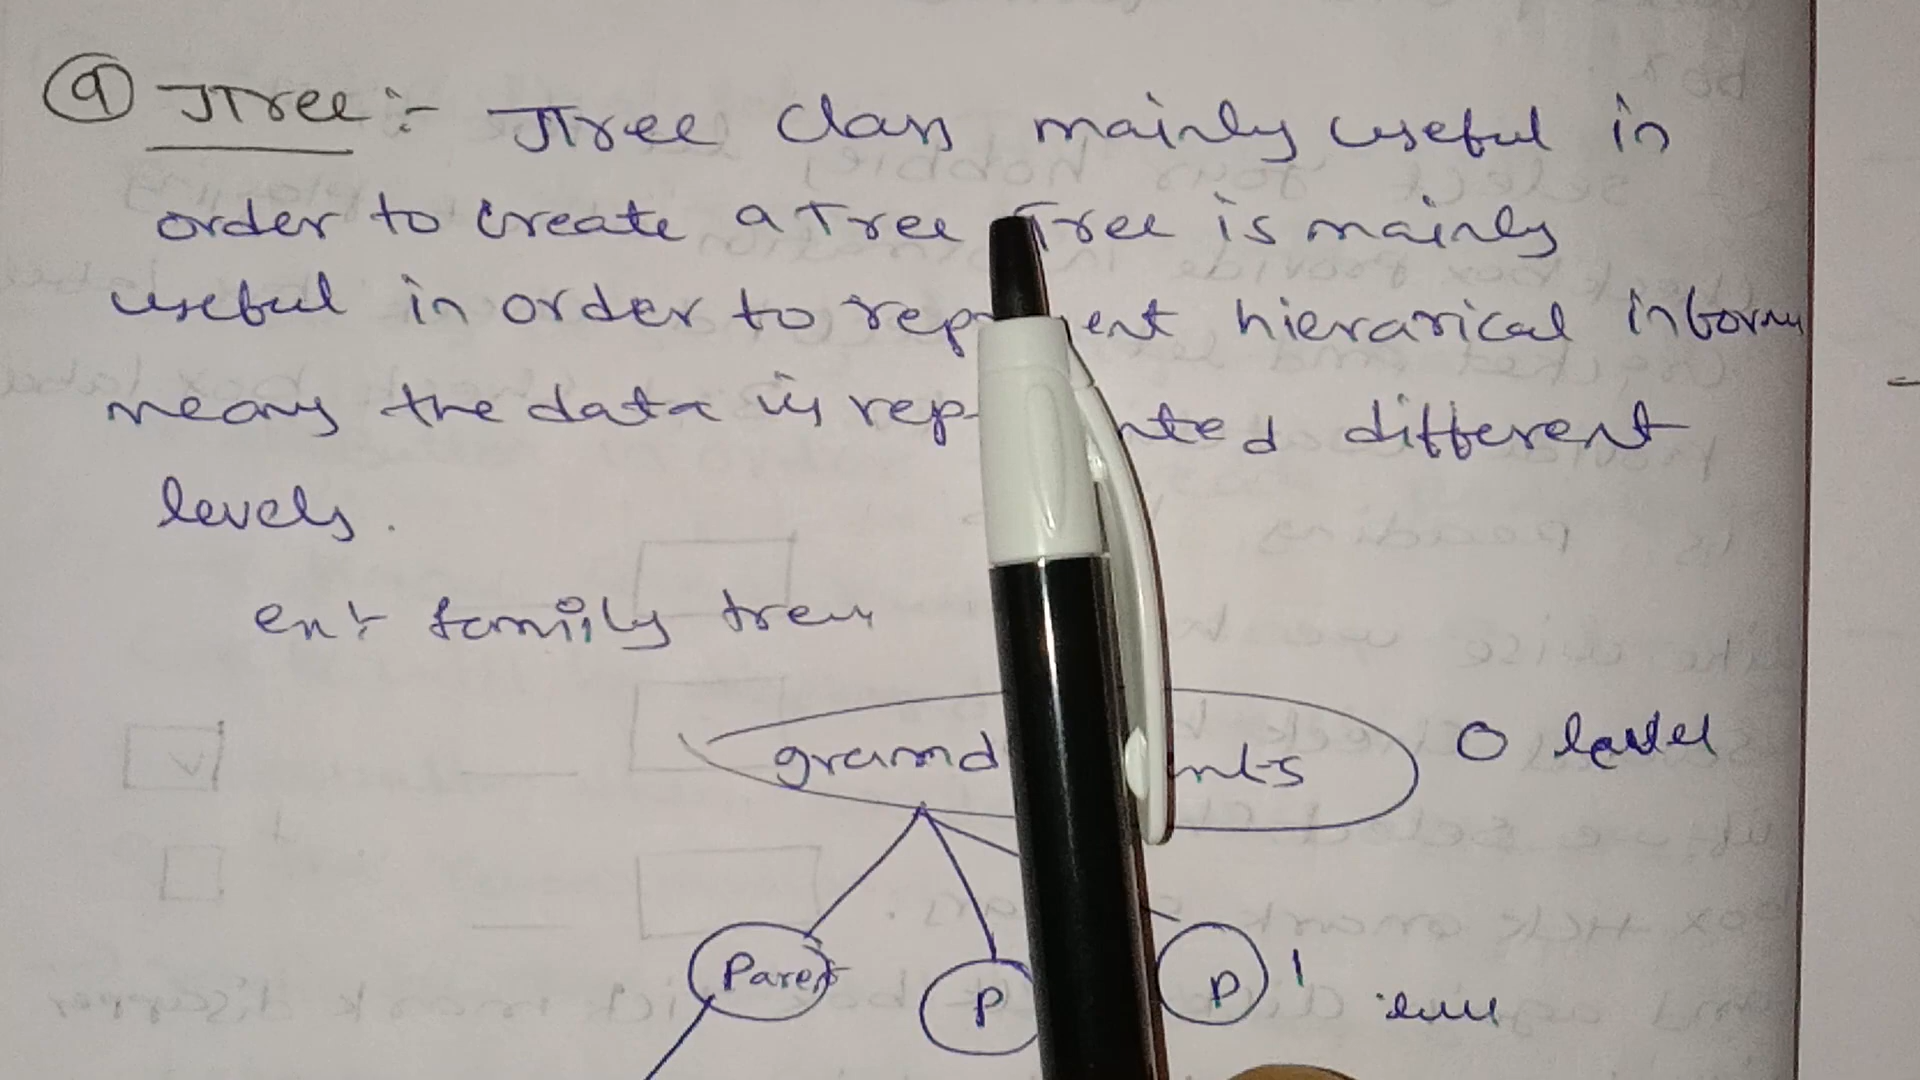 9 JTree :- JTree class mainly useful in
order to create a Tree Tree is mainly
useful in order to rep ent hierarical inform
means the data is rep nted different
levels.
ex:- family tree
grand nts 0 level
Parent P P 1